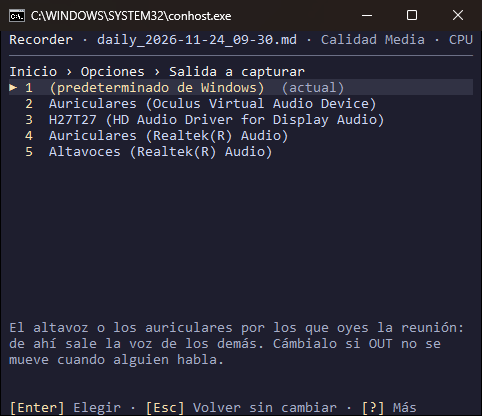 C:\WINDOWS\SYSTEM32\conhost.exe
Recorder · daily_2026-11-24_09-30.md · Calidad Media · CPU
Inicio › Opciones › Salida a capturar
► 1 (predeterminado de Windows) (actual)
2 Auriculares (Oculus Virtual Audio Device)
3 H27T27 (HD Audio Driver for Display Audio)
4 Auriculares (Realtek(R) Audio)
5 Altavoces (Realtek(R) Audio)
El altavoz o los auriculares por los que oyes la reunión:
de ahí sale la voz de los demás. Cámbialo si OUT no se
mueve cuando alguien habla.
[Enter] Elegir · [Esc] Volver sin cambiar · [?] Más